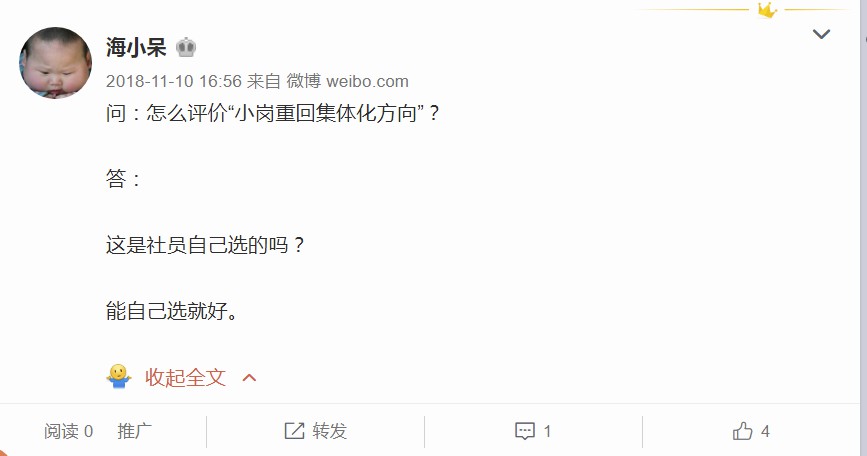 海小呆
2018-11-10 16:56 来自 微博 weibo.com
问：怎么评价“小岗重回集体化方向”？
答：
这是社员自己选的吗？
能自己选就好。
收起全文
阅读 0 推广 转发 1 4